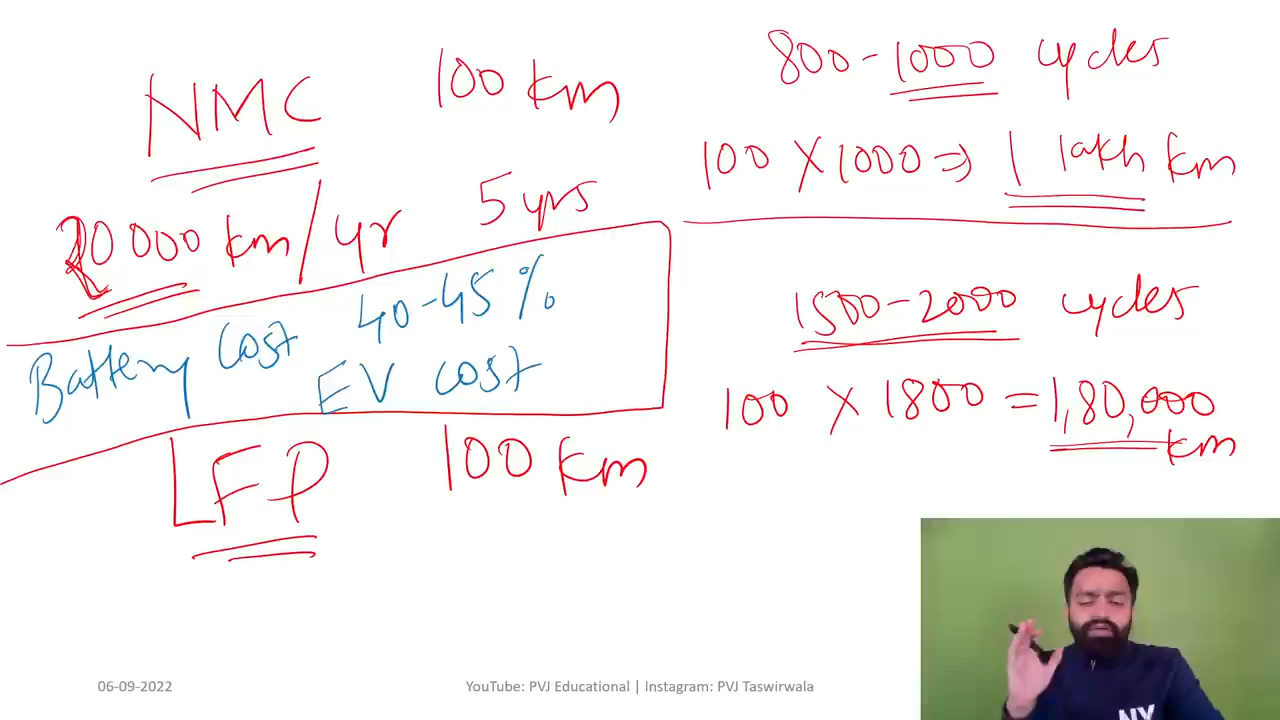 NMC 100 km
20000 km/yr 5 yrs
Battery cost 40-45%
EV cost
LFP 100 km
800-1000 cycles
100 X 1000 ⇒ 1 lakh km
1500-2000 cycles
100 X 1800 = 1,80,000
km
NY
06-09-2022
YouTube: PVJ Educational | Instagram: PVJ Taswirwala